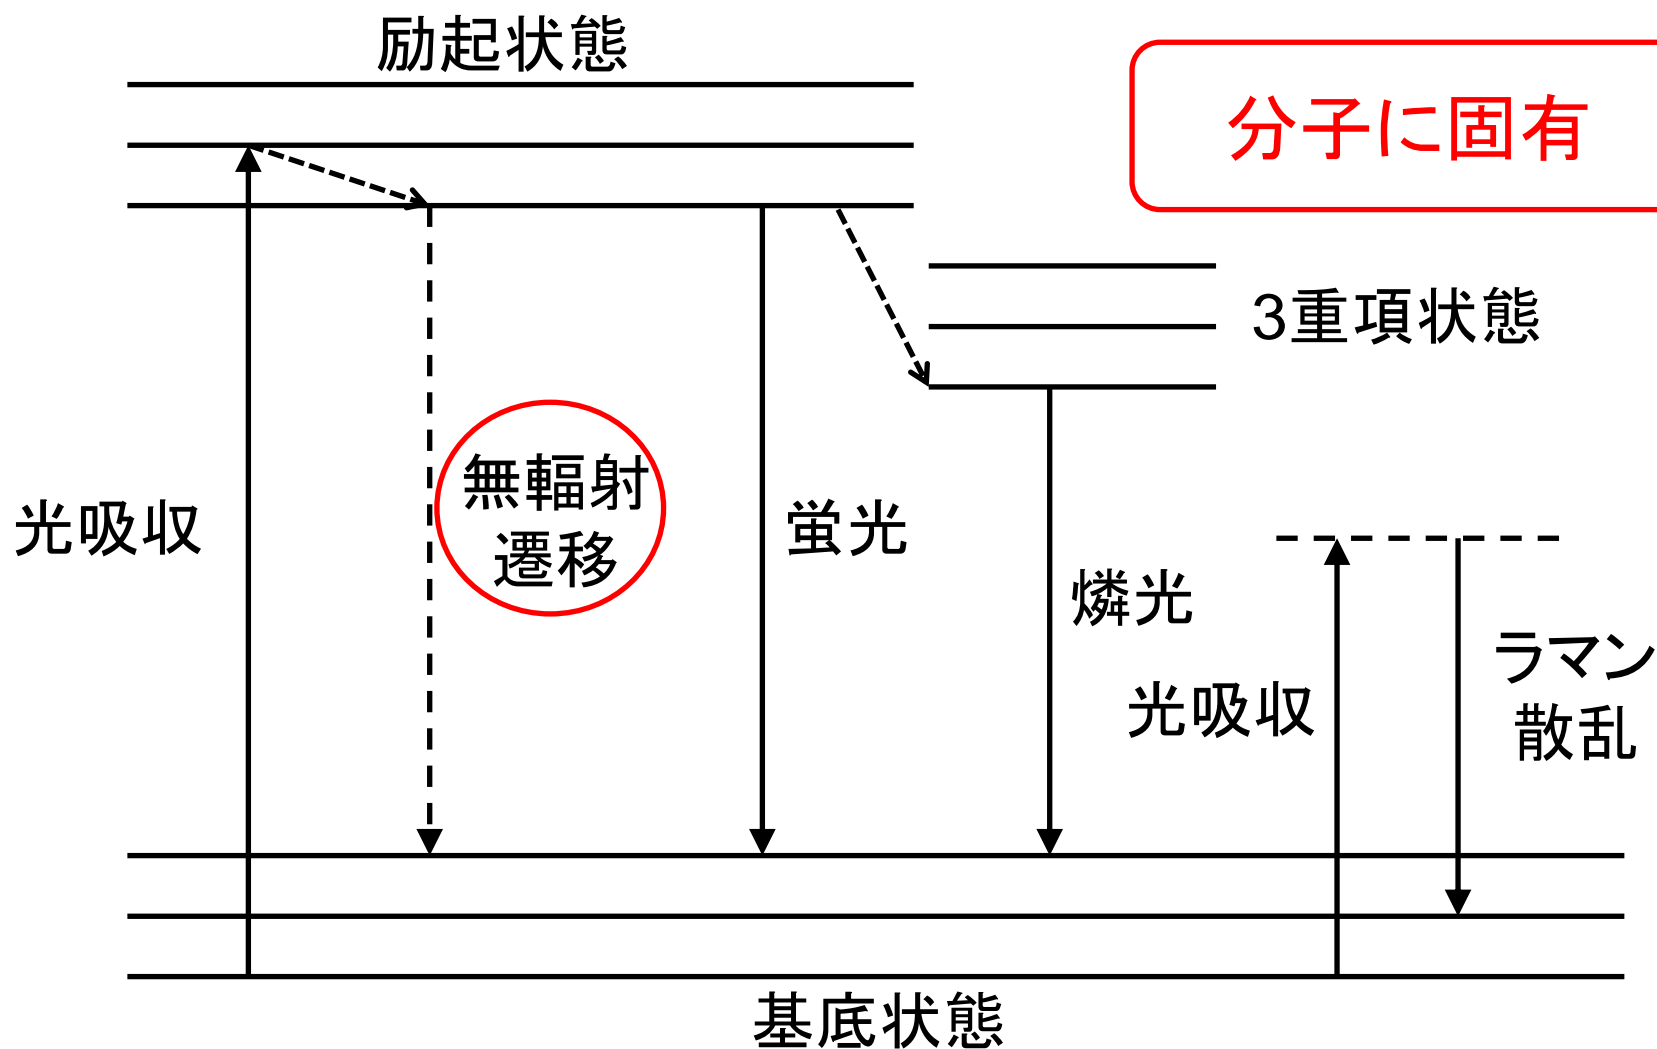 励起状態
分子に固有
3重項状態
光吸収
無輻射
遷移
蛍光
燐光
光吸収
ラマン
散乱
基底状態